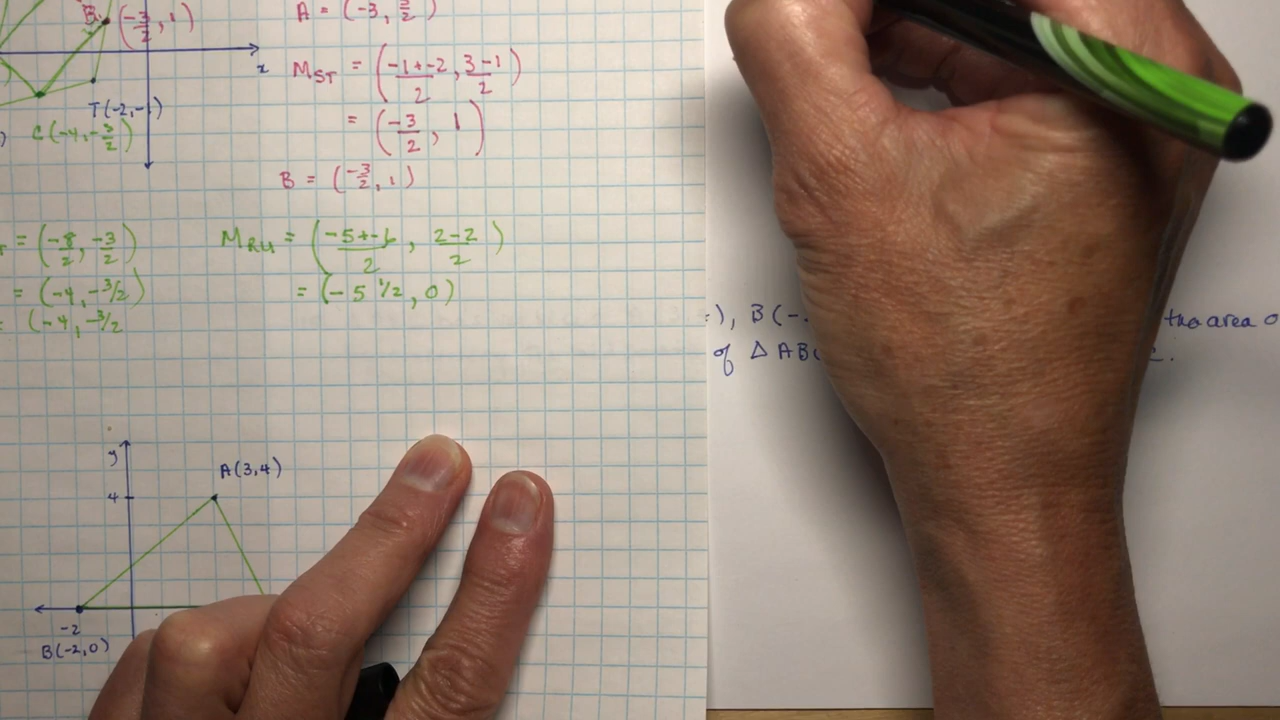 B (-3/2, 1)
A = (-3, 3/2)
x
M_ST = (-1+-2/2, 3-1/2)
T(-2,-1)
= (-3/2, 1)
C(-4,-3/2)
B = (-3/2, 1)
= (-8/2, -3/2)
M_RU = (-5+-6/2, 2-2/2)
= (-4, -3/2)
= (-5 1/2, 0)
(-4, -3/2
), B(-
the area o
of △ AB
y
A(3,4)
4
-2
B(-2,0)